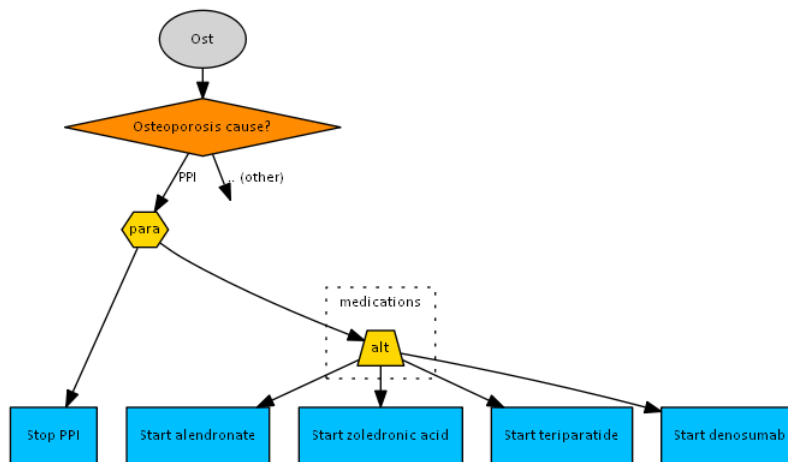 Ost
Osteoporosis cause?
PPI
.. (other)
para
medications
alt
Stop PPI
Start alendronate
Start zoledronic acid
Start teriparatide
Start denosumab